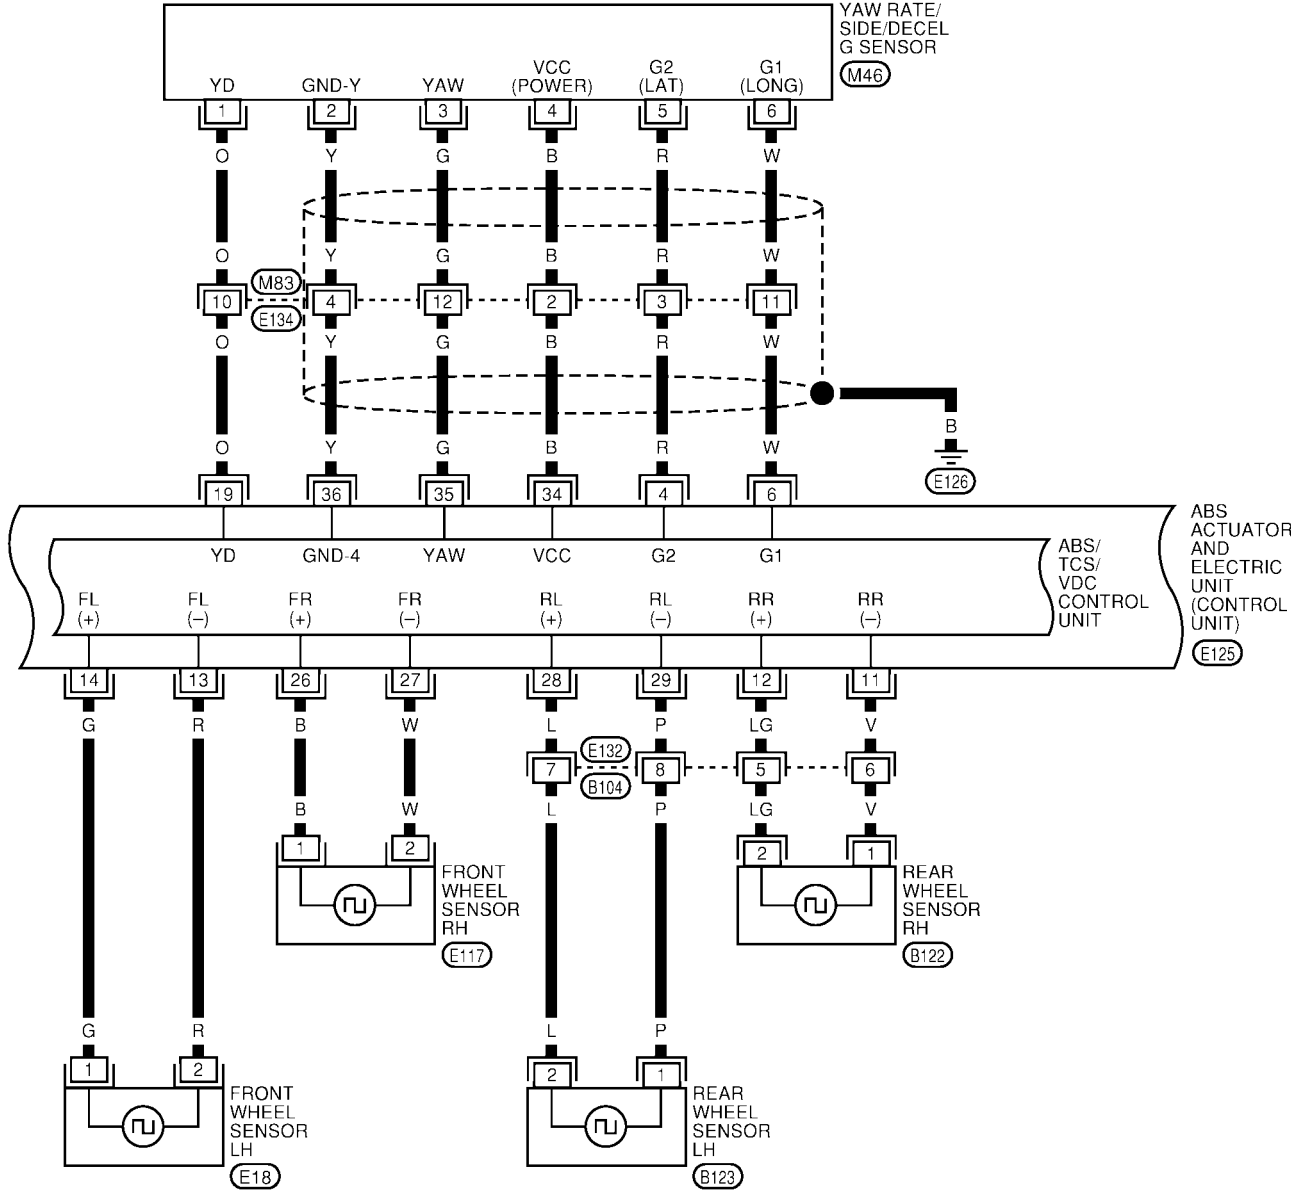 YAW RATE/
SIDE/DECEL
G SENSOR
M46
YD GND-Y YAW VCC (POWER) G2 (LAT) G1 (LONG)
1 2 3 4 5 6
O Y G B R W
O Y G B R W
M83
10 4 12 2 3 11
E134
O Y G B R W
B
O Y G B R W
E126
19 36 35 34 4 6
ABS
ACTUATOR
AND
ELECTRIC
UNIT
(CONTROL
UNIT)
E125
YD GND-4 YAW VCC G2 G1
ABS/
TCS/
VDC
CONTROL
UNIT
FL FL FR FR RL RL RR RR
(+) (–) (+) (–) (+) (–) (+) (–)
14 13 26 27 28 29 12 11
G R B W L P LG V
E132
7 8 5 6
B104
B W L P LG V
1 2 2 1
FRONT
WHEEL
SENSOR
RH
E117
REAR
WHEEL
SENSOR
RH
B122
G R L P
1 2 2 1
FRONT
WHEEL
SENSOR
LH
E18
REAR
WHEEL
SENSOR
LH
B123